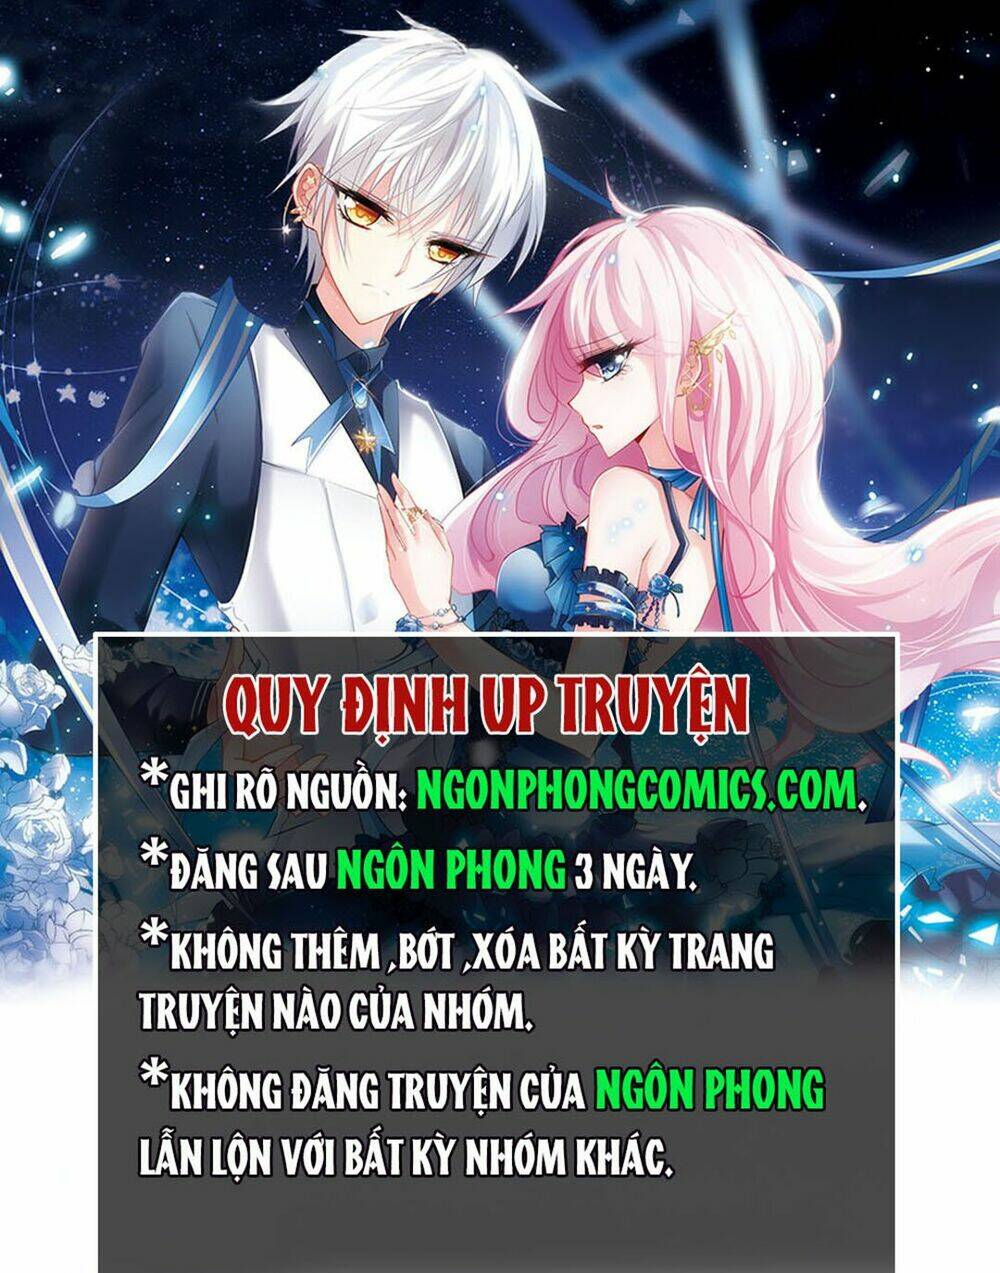 QUY ĐỊNH UP TRUYỆN
*GHI RÕ NGUỒN: NGONPHONGCOMICS.COM.
*ĐĂNG SAU NGÔN PHONG 3 NGÀY.
*KHÔNG THÊM ,BỚT ,XÓA BẤT KỲ TRANG
TRUYỆN NÀO CỦA NHÓM.
*KHÔNG ĐĂNG TRUYỆN CỦA NGÔN PHONG
LẪN LỘN VỚI BẤT KỲ NHÓM KHÁC.